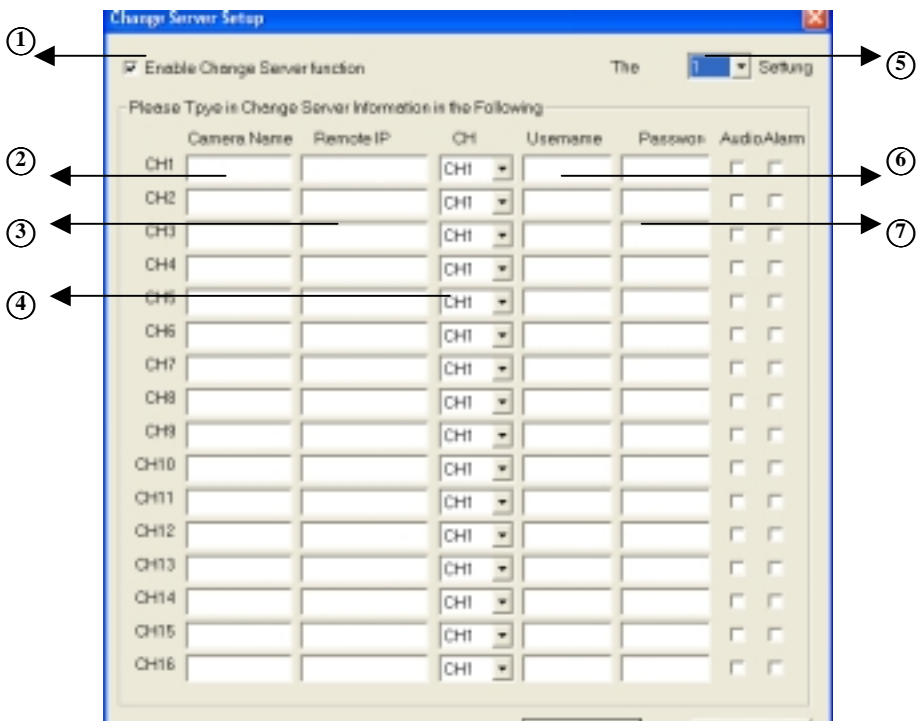 Change Server Setup
① Enable Change Server function The 1 Settung ⑤
Please Tpye in Change Server Information in the Following
Camera Name Remote IP CH Username Passwon Audio Alarm
② CH1 CH1 ⑥
CH2 CH1
③ CH3 CH1 ⑦
CH4 CH1
④ CH5 CH1
CH6 CH1
CH7 CH1
CH8 CH1
CH9 CH1
CH10 CH1
CH11 CH1
CH12 CH1
CH13 CH1
CH14 CH1
CH15 CH1
CH16 CH1